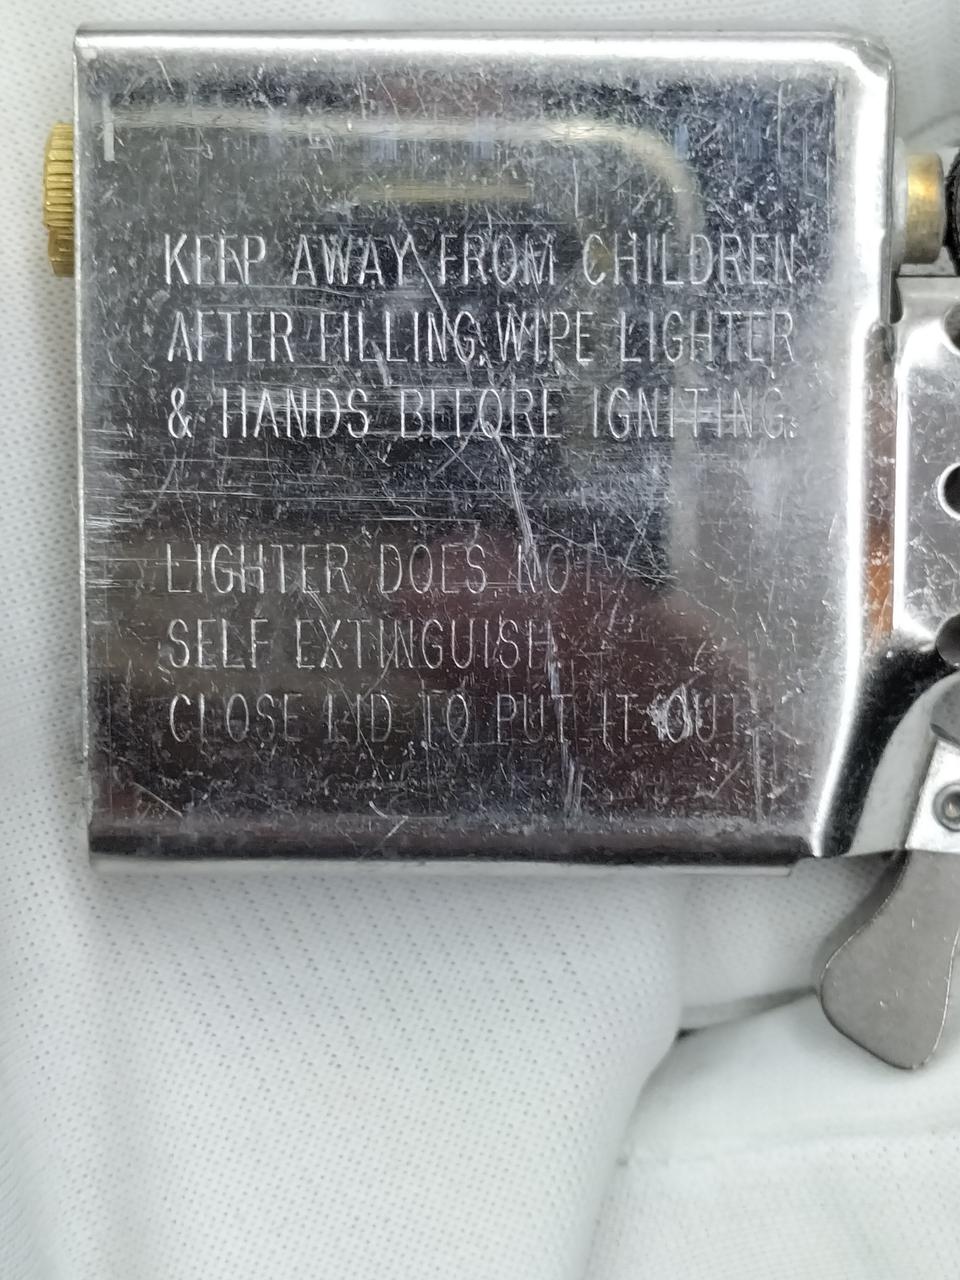 KEEP AWAY FROM CHILDREN
AFTER FILLING, WIPE LIGHTER
& HANDS BEFORE IGNITING.
LIGHTER DOES NOT
SELF EXTINGUISH.
CLOSE LID TO PUT IT OUT.